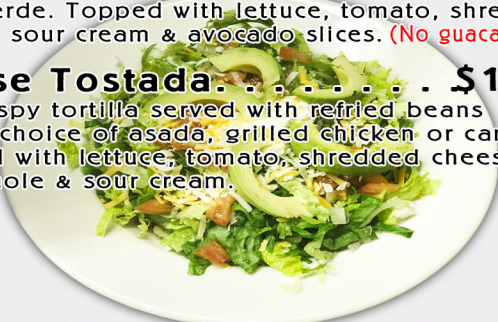 erde. Topped with lettuce, tomato, shre
sour cream & avocado slices. (No guaca
se Tostada. . . . . . . . . $1
spy tortilla served with refried beans
choice of asada, grilled chicken or car
d with lettuce, tomato, shredded chees
ole & sour cream.